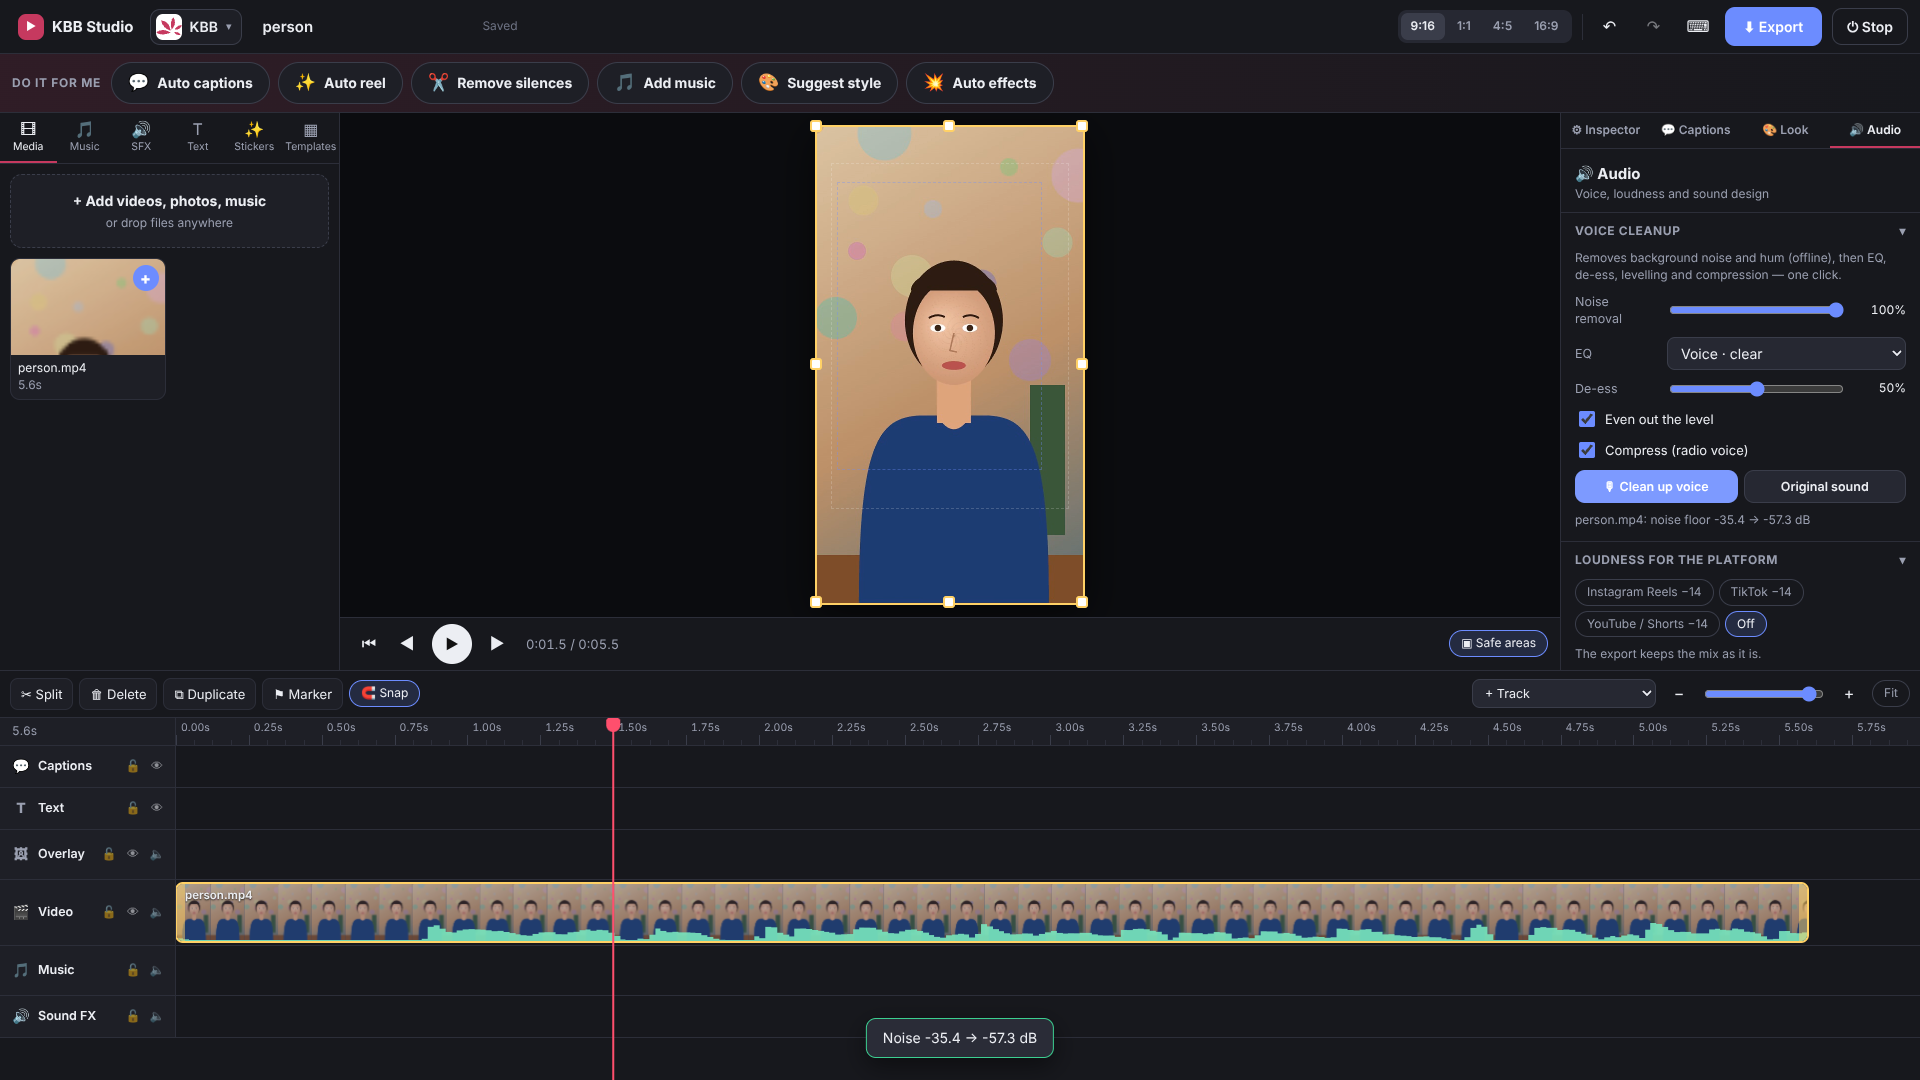 KBB Studio
KBB
person
Saved
9:16 1:1 4:5 16:9
Export
Stop
DO IT FOR ME
Auto captions
Auto reel
Remove silences
Add music
Suggest style
Auto effects
Media
Music
SFX
Text
Stickers
Templates
+ Add videos, photos, music
or drop files anywhere
person.mp4
5.6s
0:01.5 / 0:05.5
Safe areas
Inspector
Captions
Look
Audio
Audio
Voice, loudness and sound design
VOICE CLEANUP
Removes background noise and hum (offline), then EQ,
de-ess, levelling and compression — one click.
Noise
removal
100%
EQ
Voice · clear
De-ess
50%
Even out the level
Compress (radio voice)
Clean up voice
Original sound
person.mp4: noise floor -35.4 → -57.3 dB
LOUDNESS FOR THE PLATFORM
Instagram Reels −14
TikTok −14
YouTube / Shorts −14
Off
The export keeps the mix as it is.
Split
Delete
Duplicate
Marker
Snap
+ Track
−
+
Fit
5.6s
0.00s 0.25s 0.50s 0.75s 1.00s 1.25s 1.50s 1.75s 2.00s 2.25s 2.50s 2.75s 3.00s 3.25s 3.50s 3.75s 4.00s 4.25s 4.50s 4.75s 5.00s 5.25s 5.50s 5.75s
Captions
T Text
Overlay
Video
person.mp4
Music
Sound FX
Noise -35.4 → -57.3 dB